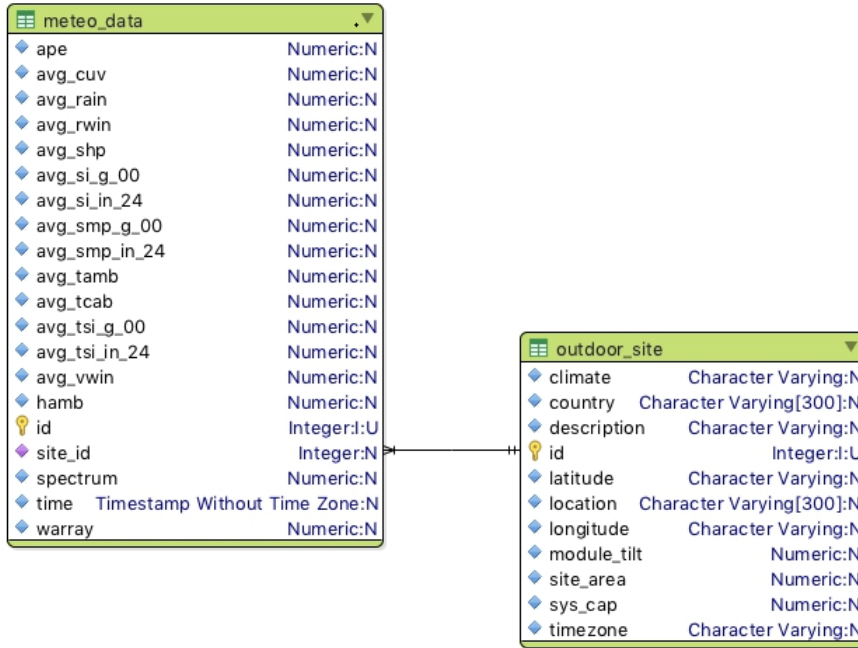 meteo_data
ape Numeric:N
avg_cuv Numeric:N
avg_rain Numeric:N
avg_rwin Numeric:N
avg_shp Numeric:N
avg_si_g_00 Numeric:N
avg_si_in_24 Numeric:N
avg_smp_g_00 Numeric:N
avg_smp_in_24 Numeric:N
avg_tamb Numeric:N
avg_tcab Numeric:N
avg_tsi_g_00 Numeric:N
avg_tsi_in_24 Numeric:N
avg_vwin Numeric:N
hamb Numeric:N
id Integer:I:U
site_id Integer:N
spectrum Numeric:N
time Timestamp Without Time Zone:N
warray Numeric:N
outdoor_site
climate Character Varying:N
country Character Varying[300]:N
description Character Varying:N
id Integer:I:U
latitude Character Varying:N
location Character Varying[300]:N
longitude Character Varying:N
module_tilt Numeric:N
site_area Numeric:N
sys_cap Numeric:N
timezone Character Varying:N